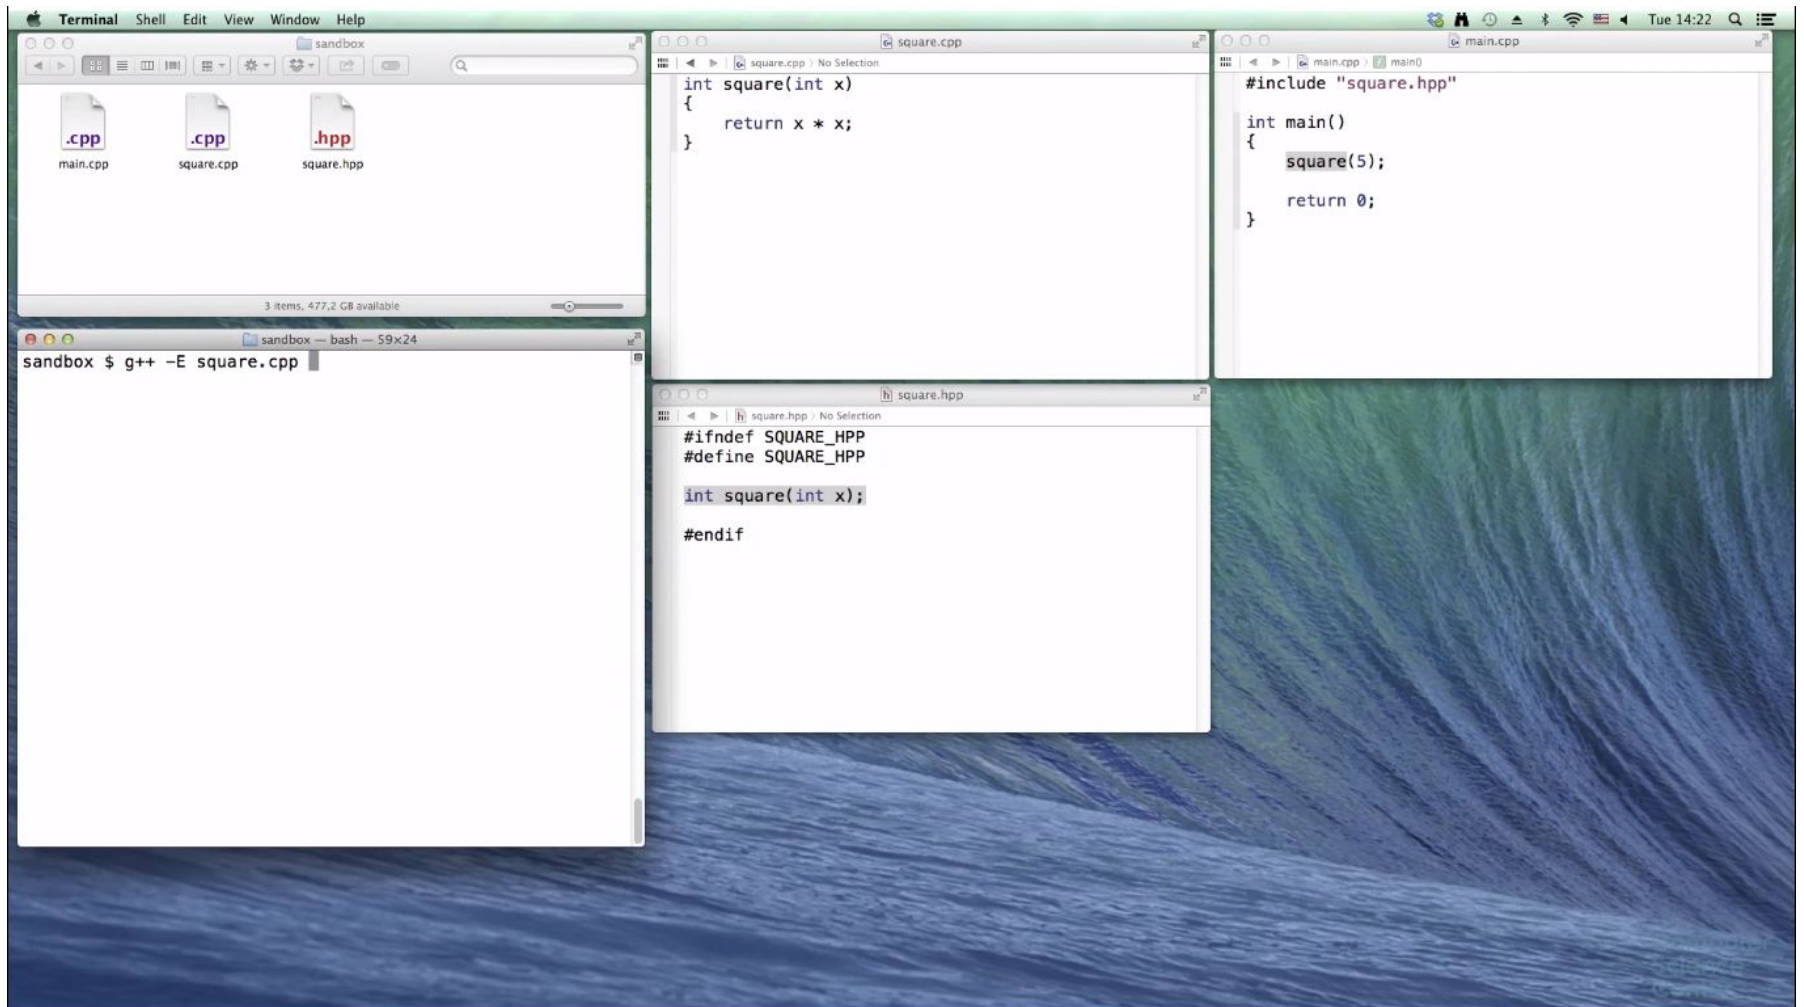 Terminal Shell Edit View Window Help
Tue 14:22
sandbox
.cpp
main.cpp
.cpp
square.cpp
.hpp
square.hpp
3 items, 477,2 GB available
sandbox — bash — 59×24
sandbox $ g++ -E square.cpp
square.cpp
square.cpp › No Selection
int square(int x)
{
    return x * x;
}
square.hpp
square.hpp › No Selection
#ifndef SQUARE_HPP
#define SQUARE_HPP
int square(int x);
#endif
main.cpp
main.cpp › main()
#include "square.hpp"
int main()
{
    square(5);
    return 0;
}